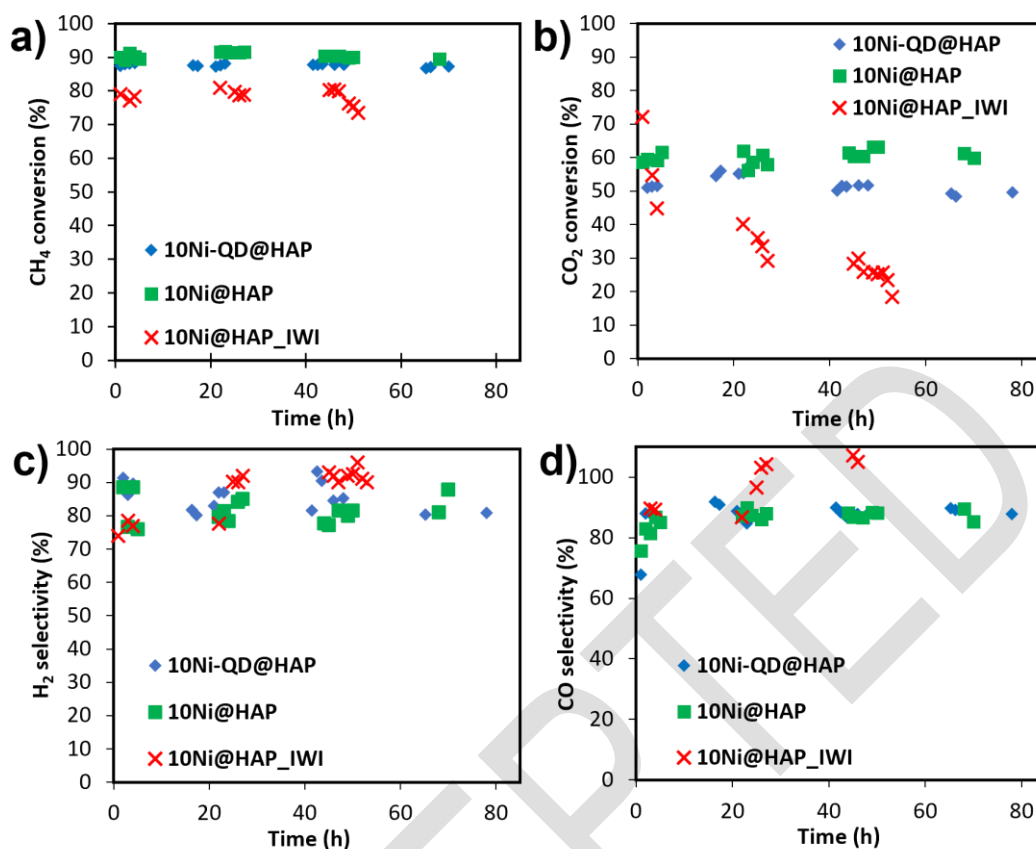 a)
CH4 conversion (%)
100
90
80
70
60
50
40
30
20
10
0
10Ni-QD@HAP
10Ni@HAP
10Ni@HAP_IWI
0 20 40 60 80
Time (h)
b)
CO2 conversion (%)
100
90
80
70
60
50
40
30
20
10
0
10Ni-QD@HAP
10Ni@HAP
10Ni@HAP_IWI
0 20 40 60 80
Time (h)
c)
H2 selectivity (%)
100
90
80
70
60
50
40
30
20
10
0
10Ni-QD@HAP
10Ni@HAP
10Ni@HAP_IWI
0 20 40 60 80
Time (h)
d)
CO selectivity (%)
100
80
60
40
20
0
10Ni-QD@HAP
10Ni@HAP
10Ni@HAP_IWI
0 20 40 60 80
Time (h)
PTED